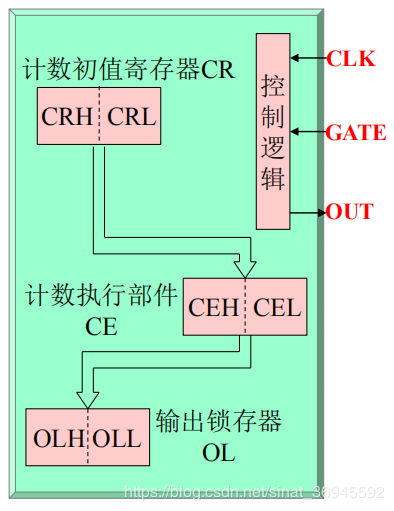 计数初值寄存器CR
CRH CRL
控制逻辑
CLK
GATE
OUT
计数执行部件
CE
CEH CEL
OLH OLL
输出锁存器
OL
https://blog.csdn.net/sinat_36945592